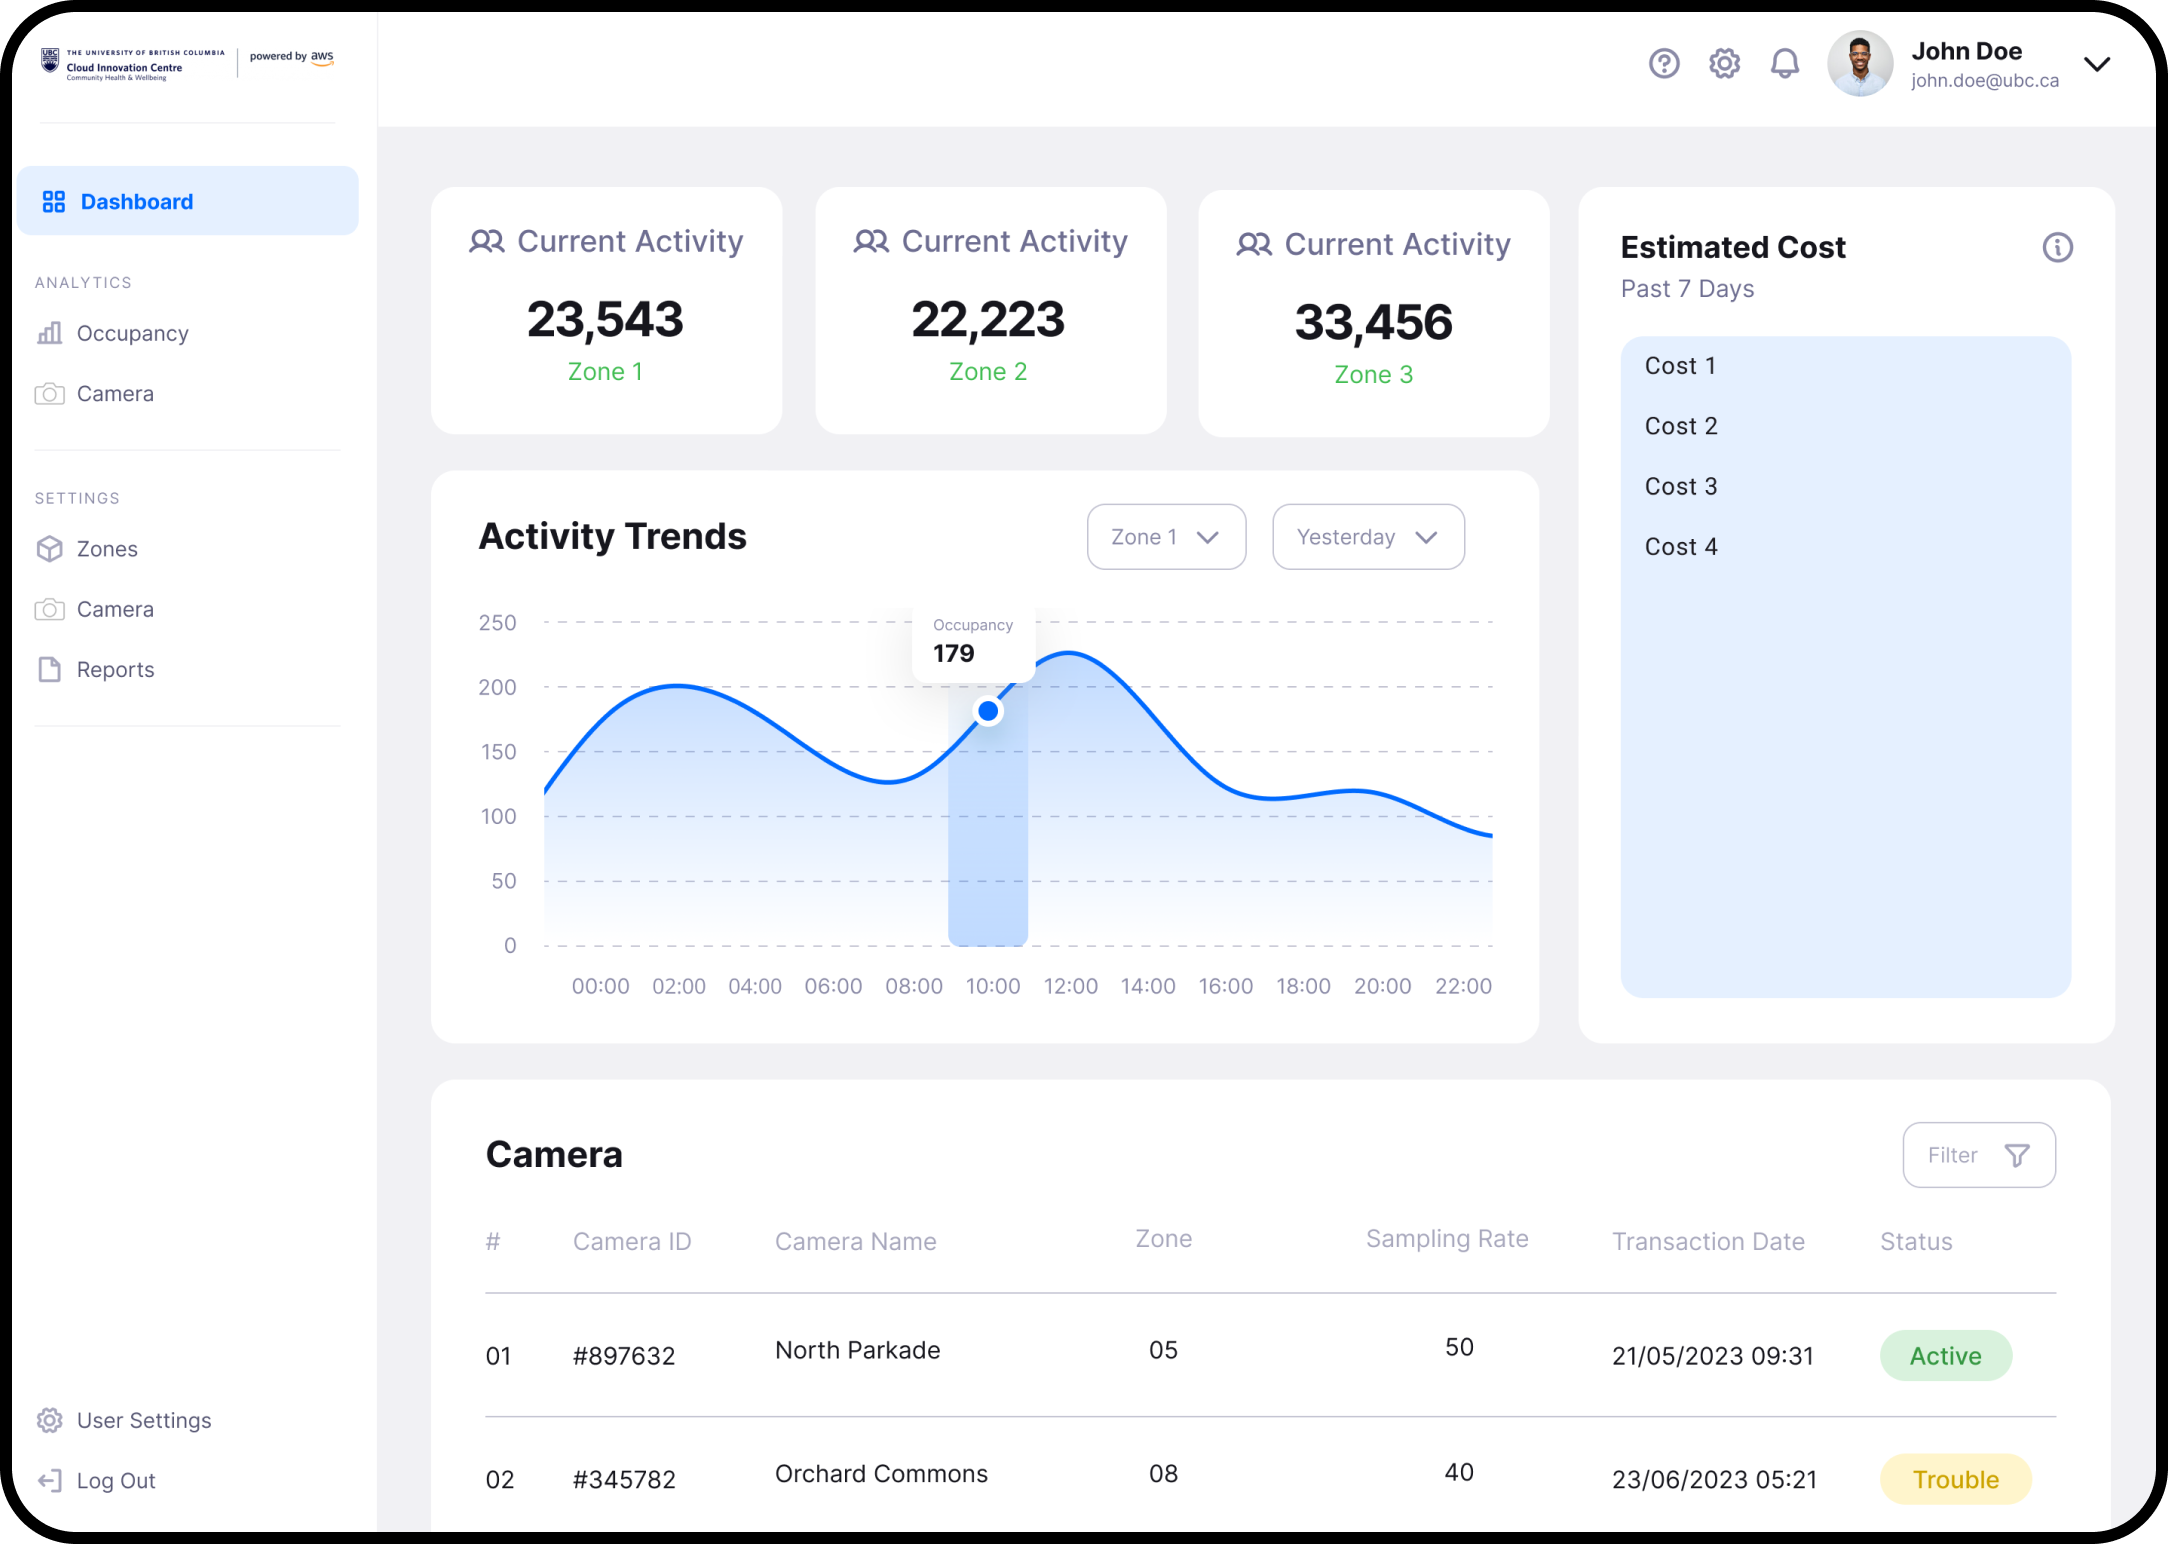 UBC
THE UNIVERSITY OF BRITISH COLUMBIA
Cloud Innovation Centre
Community Health & Wellbeing
powered by aws
John Doe
john.doe@ubc.ca
Dashboard
ANALYTICS
Occupancy
Camera
SETTINGS
Zones
Camera
Reports
User Settings
Log Out
Current Activity
23,543
Zone 1
Current Activity
22,223
Zone 2
Current Activity
33,456
Zone 3
Estimated Cost
Past 7 Days
Cost 1
Cost 2
Cost 3
Cost 4
Activity Trends
Zone 1
Yesterday
250
200
150
100
50
0
Occupancy
179
00:00 02:00 04:00 06:00 08:00 10:00 12:00 14:00 16:00 18:00 20:00 22:00
Camera
Filter
# Camera ID Camera Name Zone Sampling Rate Transaction Date Status
01 #897632 North Parkade 05 50 21/05/2023 09:31 Active
02 #345782 Orchard Commons 08 40 23/06/2023 05:21 Trouble